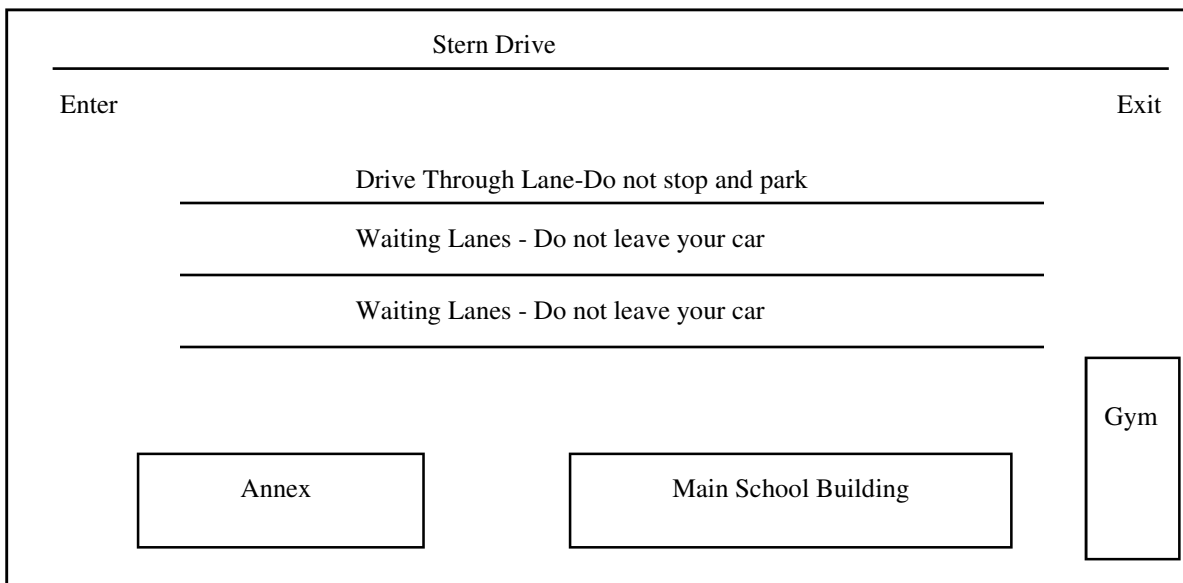 Stern Drive
Enter
Exit
Drive Through Lane-Do not stop and park
Waiting Lanes - Do not leave your car
Waiting Lanes - Do not leave your car
Gym
Annex
Main School Building